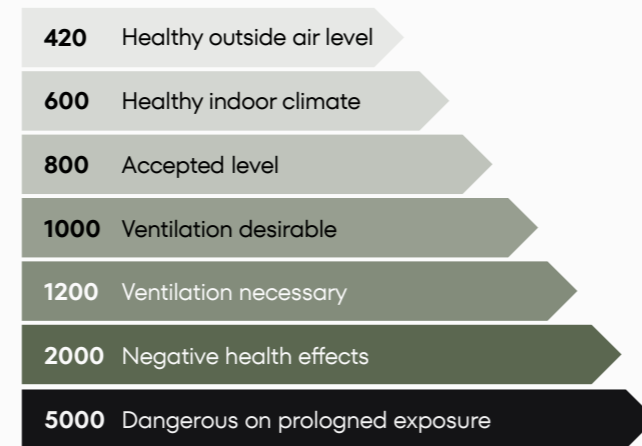 420 Healthy outside air level
600 Healthy indoor climate
800 Accepted level
1000 Ventilation desirable
1200 Ventilation necessary
2000 Negative health effects
5000 Dangerous on prologned exposure